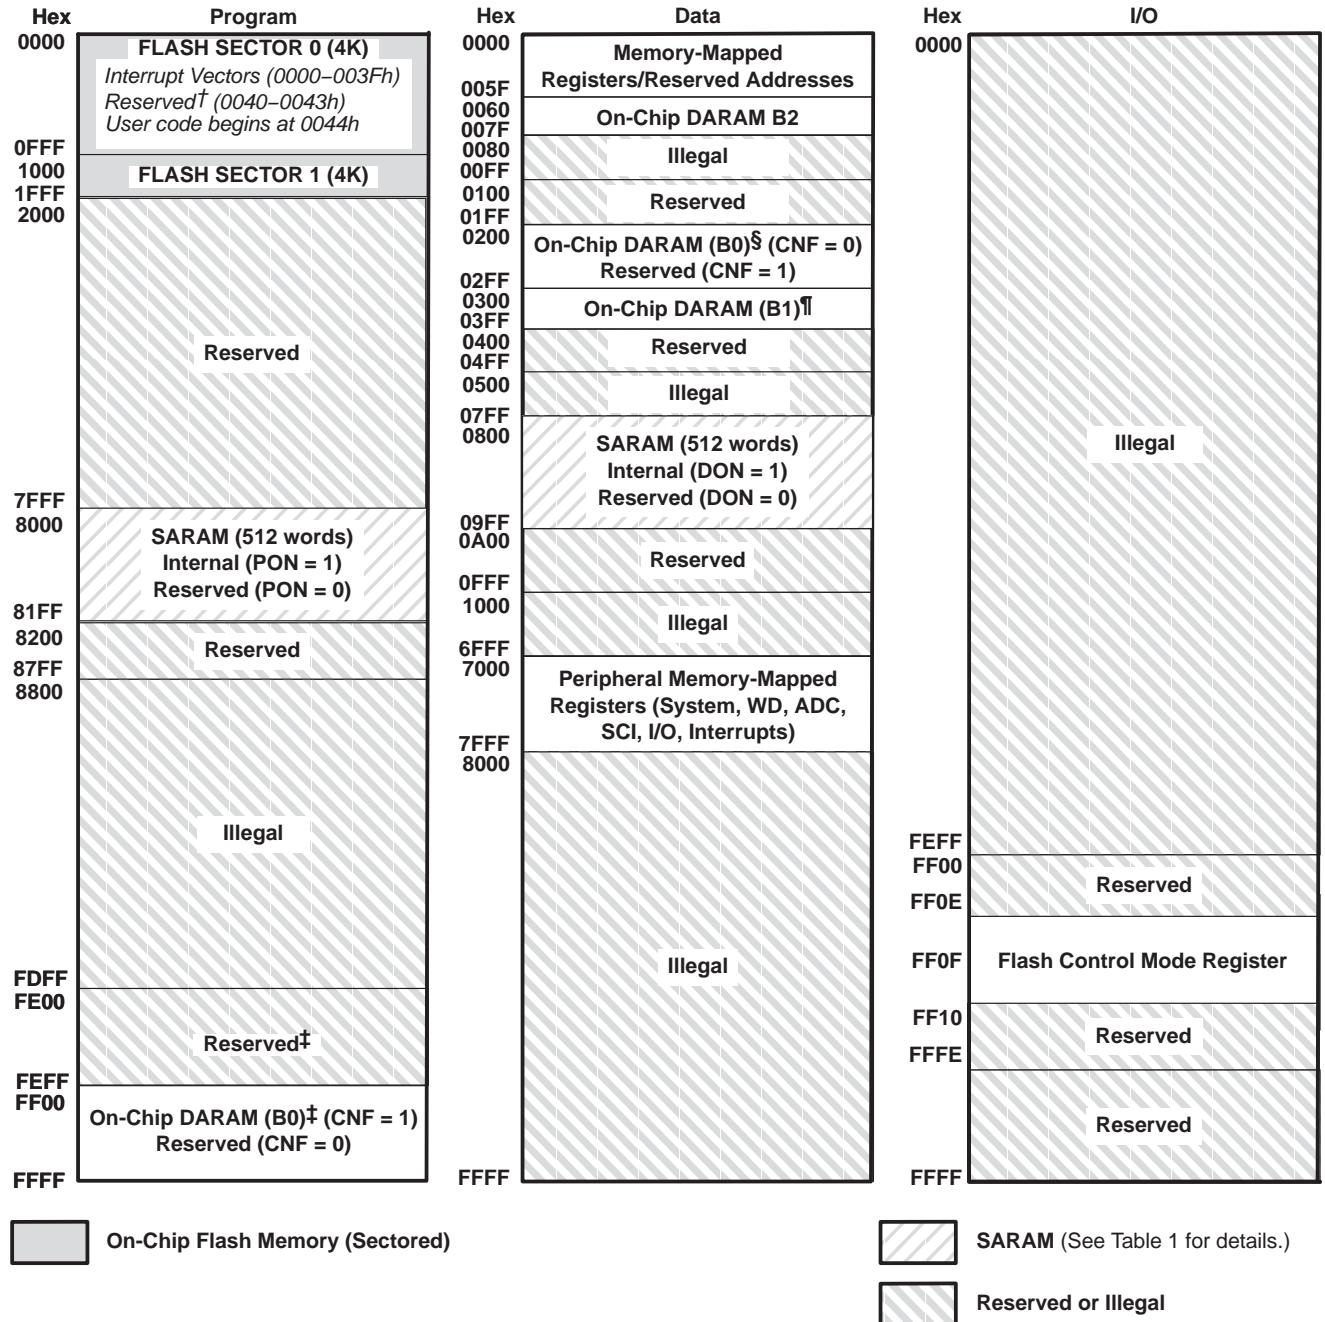 Hex Program
0000
FLASH SECTOR 0 (4K)
Interrupt Vectors (0000–003Fh)
Reserved† (0040–0043h)
User code begins at 0044h
0FFF
1000
FLASH SECTOR 1 (4K)
1FFF
2000
Reserved
7FFF
8000
SARAM (512 words)
Internal (PON = 1)
Reserved (PON = 0)
81FF
8200
Reserved
87FF
8800
Illegal
FDFF
FE00
Reserved‡
FEFF
FF00
On-Chip DARAM (B0)‡ (CNF = 1)
Reserved (CNF = 0)
FFFF
Hex Data
0000
Memory-Mapped
Registers/Reserved Addresses
005F
0060
On-Chip DARAM B2
007F
0080
Illegal
00FF
0100
Reserved
01FF
0200
On-Chip DARAM (B0)§ (CNF = 0)
Reserved (CNF = 1)
02FF
0300
On-Chip DARAM (B1)¶
03FF
0400
Reserved
04FF
0500
Illegal
07FF
0800
SARAM (512 words)
Internal (DON = 1)
Reserved (DON = 0)
09FF
0A00
Reserved
0FFF
1000
Illegal
6FFF
7000
Peripheral Memory-Mapped
Registers (System, WD, ADC,
SCI, I/O, Interrupts)
7FFF
8000
Illegal
FFFF
Hex I/O
0000
Illegal
FEFF
FF00
Reserved
FF0E
FF0F Flash Control Mode Register
FF10
Reserved
FFFE
Reserved
FFFF
On-Chip Flash Memory (Sectored)
SARAM (See Table 1 for details.)
Reserved or Illegal